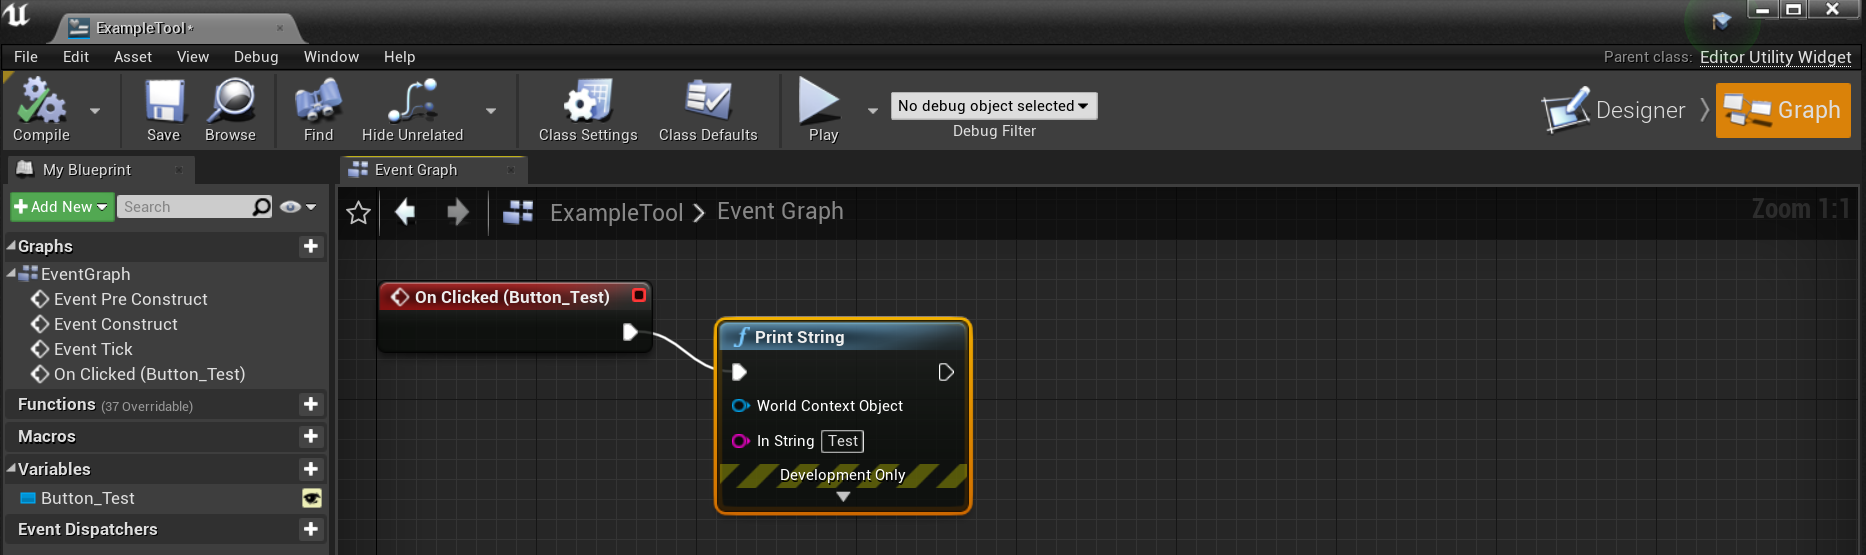 ExampleTool*
File Edit Asset View Debug Window Help
Parent class: Editor Utility Widget
Compile Save Browse Find Hide Unrelated Class Settings Class Defaults Play
No debug object selected
Debug Filter
Designer Graph
My Blueprint
Event Graph
Add New Search
ExampleTool > Event Graph
Zoom 1:1
Graphs
EventGraph
Event Pre Construct
Event Construct
Event Tick
On Clicked (Button_Test)
Functions (37 Overridable)
Macros
Variables
Button_Test
Event Dispatchers
On Clicked (Button_Test)
f Print String
World Context Object
In String Test
Development Only